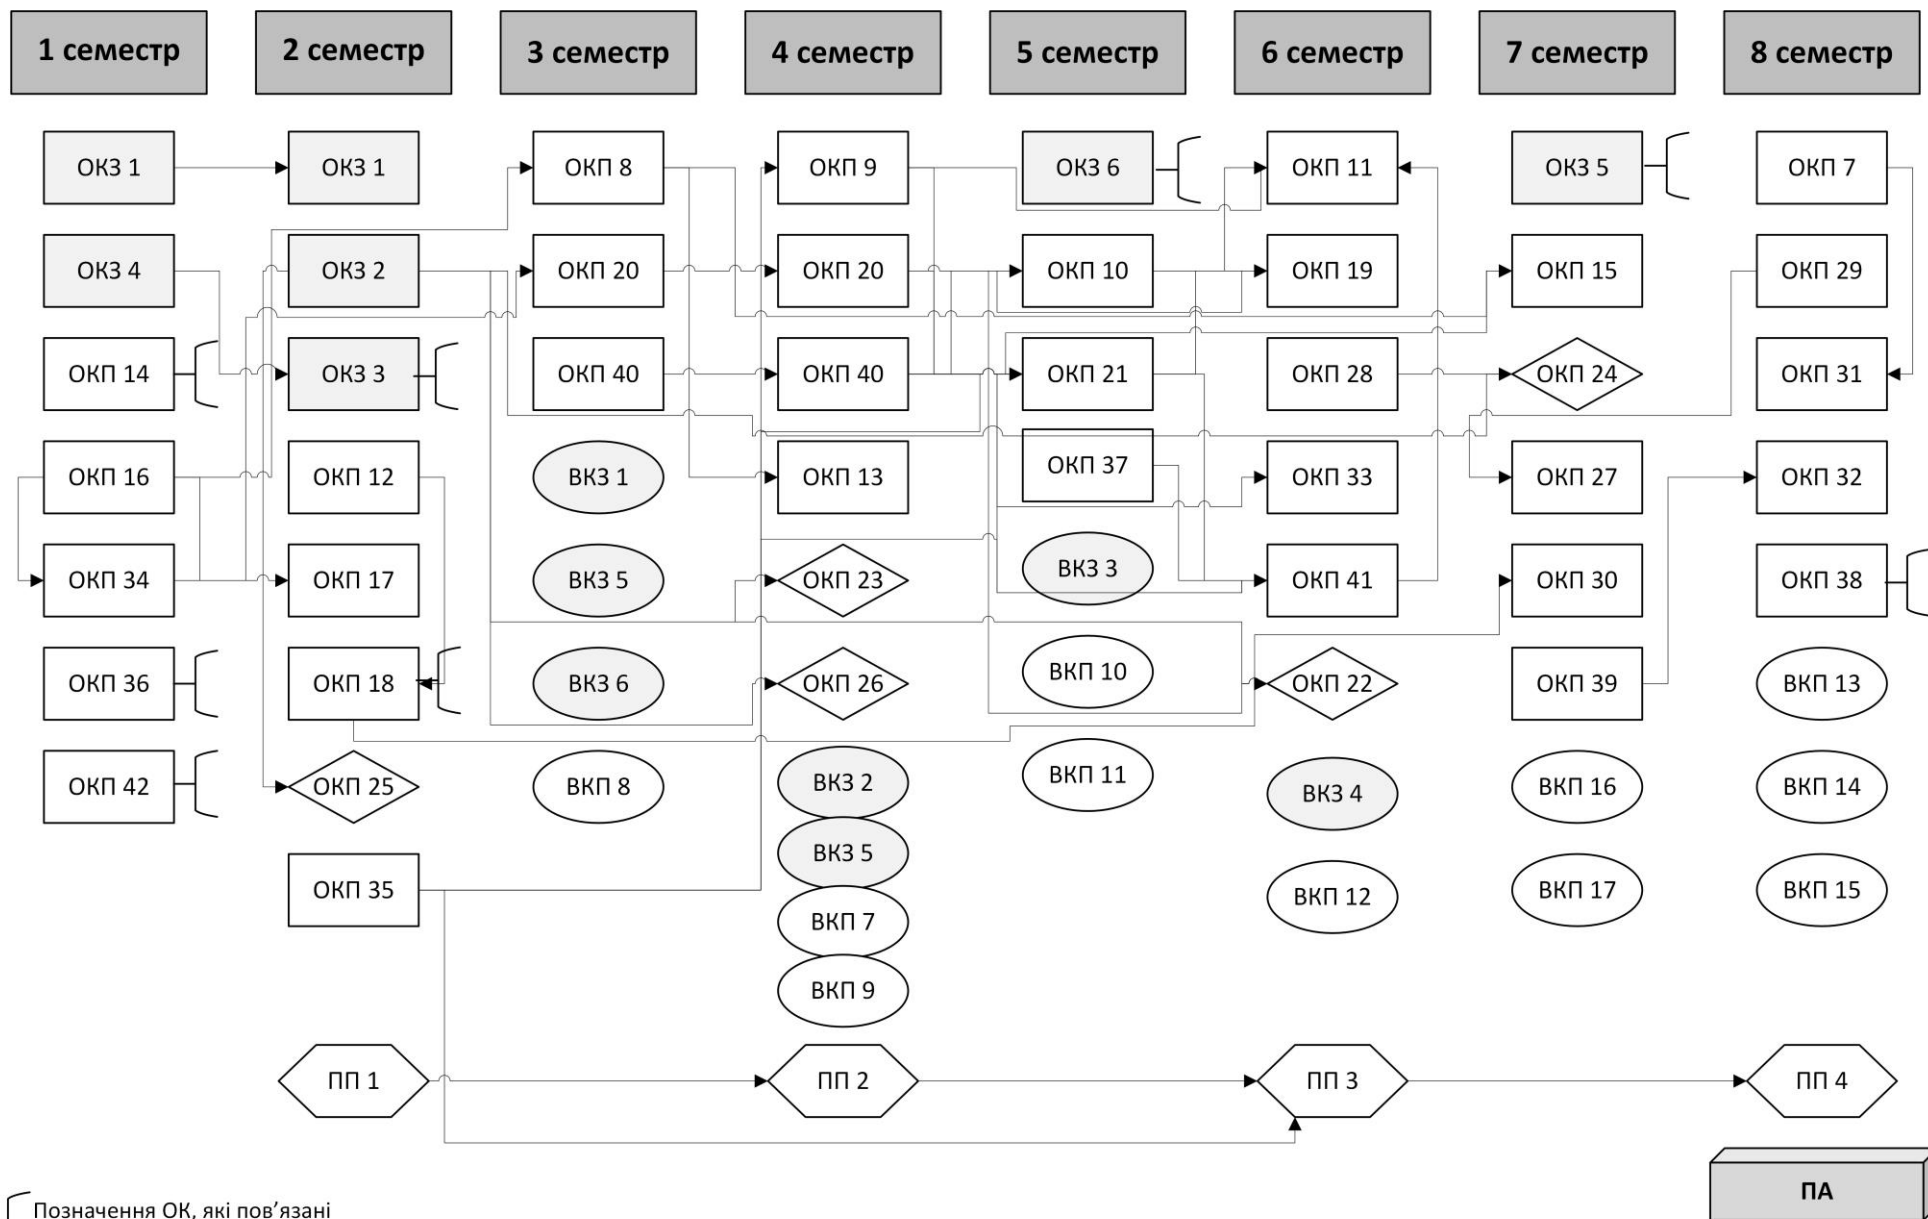 1 семестр
2 семестр
3 семестр
4 семестр
5 семестр
6 семестр
7 семестр
8 семестр
ОКЗ 1
ОКЗ 1
ОКП 8
ОКП 9
ОКЗ 6
ОКП 11
ОКЗ 5
ОКП 7
ОКЗ 4
ОКЗ 2
ОКП 20
ОКП 20
ОКП 10
ОКП 19
ОКП 15
ОКП 29
ОКП 14
ОКЗ 3
ОКП 40
ОКП 40
ОКП 21
ОКП 28
ОКП 24
ОКП 31
ОКП 16
ОКП 12
ВКЗ 1
ОКП 13
ОКП 37
ОКП 33
ОКП 27
ОКП 32
ОКП 34
ОКП 17
ВКЗ 5
ОКП 23
ВКЗ 3
ОКП 41
ОКП 30
ОКП 38
ОКП 36
ОКП 18
ВКЗ 6
ОКП 26
ВКП 10
ОКП 22
ОКП 39
ВКП 13
ОКП 42
ОКП 25
ВКП 8
ВКЗ 2
ВКП 11
ВКЗ 4
ВКП 16
ВКП 14
ОКП 35
ВКЗ 5
ВКП 12
ВКП 17
ВКП 15
ВКП 7
ВКП 9
ПП 1
ПП 2
ПП 3
ПП 4
ПА
Позначення ОК, які пов’язані